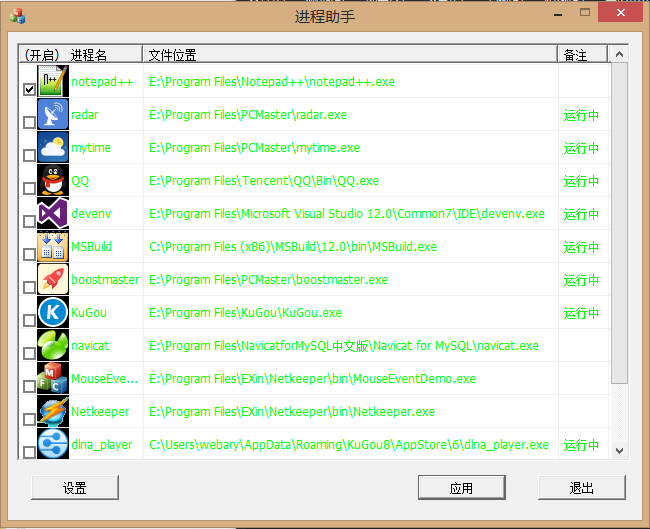 进程助手
(开启) 进程名 文件位置 备注
notepad++ E:\Program Files\Notepad++\notepad++.exe
radar E:\Program Files\PCMaster\radar.exe 运行中
mytime E:\Program Files\PCMaster\mytime.exe 运行中
QQ E:\Program Files\Tencent\QQ\Bin\QQ.exe 运行中
devenv E:\Program Files\Microsoft Visual Studio 12.0\Common7\IDE\devenv.exe 运行中
MSBuild C:\Program Files (x86)\MSBuild\12.0\bin\MSBuild.exe 运行中
boostmaster E:\Program Files\PCMaster\boostmaster.exe 运行中
KuGou E:\Program Files\KuGou\KuGou.exe 运行中
navicat E:\Program Files\NavicatforMySQL中文版\Navicat for MySQL\navicat.exe
MouseEve... E:\Program Files\EXin\Netkeeper\bin\MouseEventDemo.exe
Netkeeper E:\Program Files\EXin\Netkeeper\bin\Netkeeper.exe
dlna_player C:\Users\webary\AppData\Roaming\KuGou8\AppStore\6\dlna_player.exe 运行中
设置 应用 退出